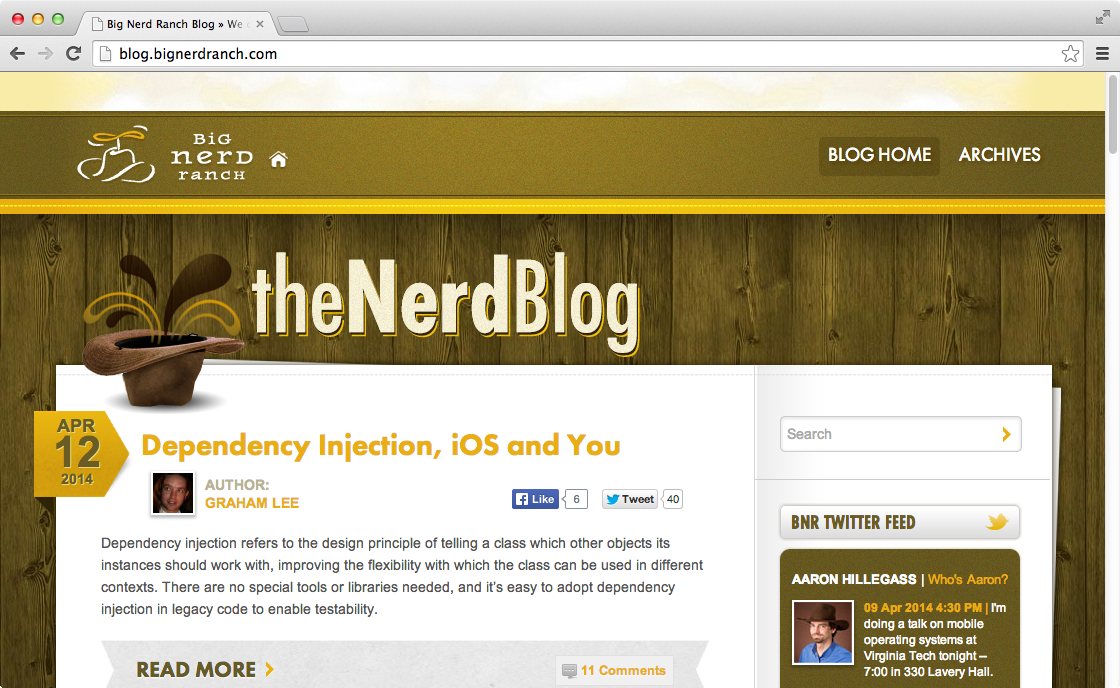 Big Nerd Ranch Blog » We
blog.bignerdranch.com
BiG
nerd
ranch
BLOG HOME
ARCHIVES
theNerdBlog
APR
12
2014
Dependency Injection, iOS and You
AUTHOR:
GRAHAM LEE
Like
6
Tweet
40
Dependency injection refers to the design principle of telling a class which other objects its
instances should work with, improving the flexibility with which the class can be used in different
contexts. There are no special tools or libraries needed, and it's easy to adopt dependency
injection in legacy code to enable testability.
READ MORE
11 Comments
Search
BNR TWITTER FEED
AARON HILLEGASS | Who's Aaron?
09 Apr 2014 4:30 PM | I'm
doing a talk on mobile
operating systems at
Virginia Tech tonight –
7:00 in 330 Lavery Hall.